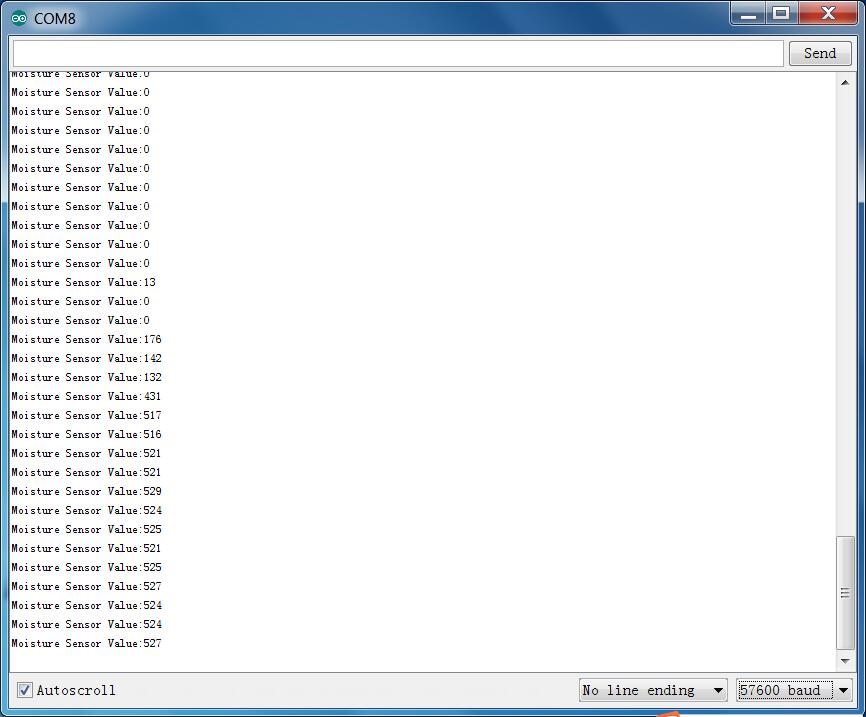 COM8
Send
Moisture Sensor Value:0
Moisture Sensor Value:0
Moisture Sensor Value:0
Moisture Sensor Value:0
Moisture Sensor Value:0
Moisture Sensor Value:0
Moisture Sensor Value:0
Moisture Sensor Value:0
Moisture Sensor Value:0
Moisture Sensor Value:0
Moisture Sensor Value:0
Moisture Sensor Value:13
Moisture Sensor Value:0
Moisture Sensor Value:0
Moisture Sensor Value:176
Moisture Sensor Value:142
Moisture Sensor Value:132
Moisture Sensor Value:431
Moisture Sensor Value:517
Moisture Sensor Value:516
Moisture Sensor Value:521
Moisture Sensor Value:521
Moisture Sensor Value:529
Moisture Sensor Value:524
Moisture Sensor Value:525
Moisture Sensor Value:521
Moisture Sensor Value:525
Moisture Sensor Value:527
Moisture Sensor Value:524
Moisture Sensor Value:524
Moisture Sensor Value:527
Autoscroll
No line ending
57600 baud